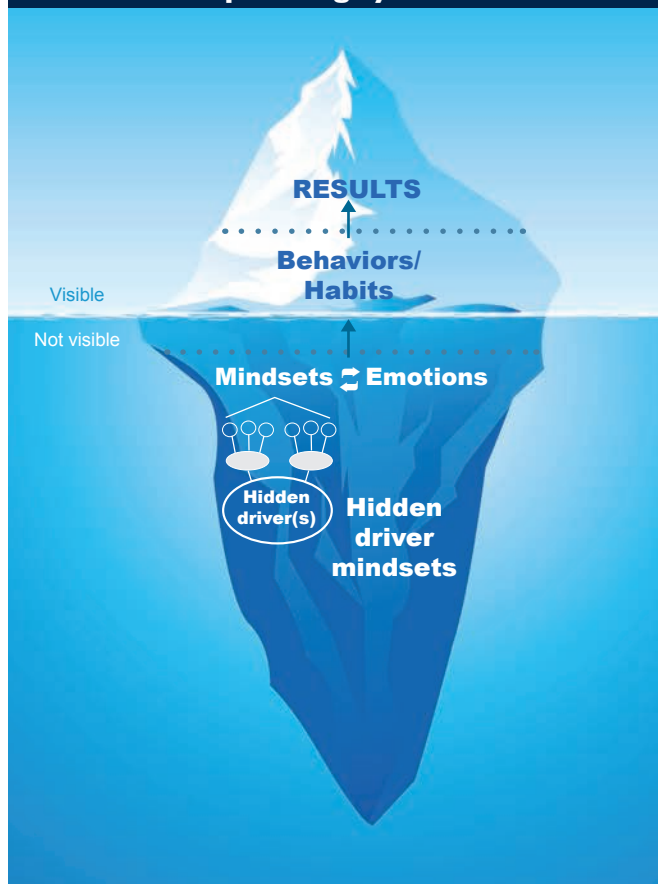 RESULTS
Behaviors/
Habits
Visible
Not visible
Mindsets Emotions
Hidden
driver(s)
Hidden
driver
mindsets